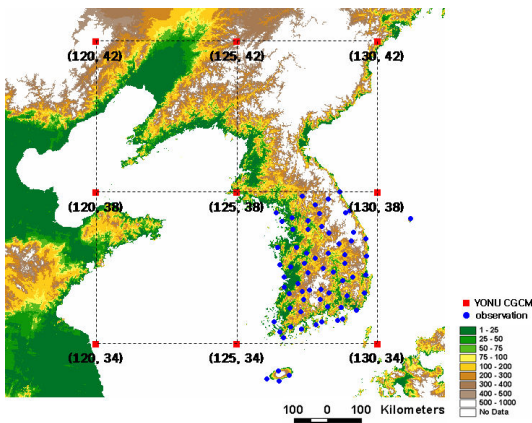 (120, 42) (125, 42) (130, 42)
(120, 38) (125, 38) (130, 38)
(120, 34) (125, 34) (130, 34)
YONU CGCM
observation
1 - 25
25 - 50
50 - 75
75 - 100
100 - 200
200 - 300
300 - 400
400 - 500
500 - 1000
No Data
100 0 100 Kilometers